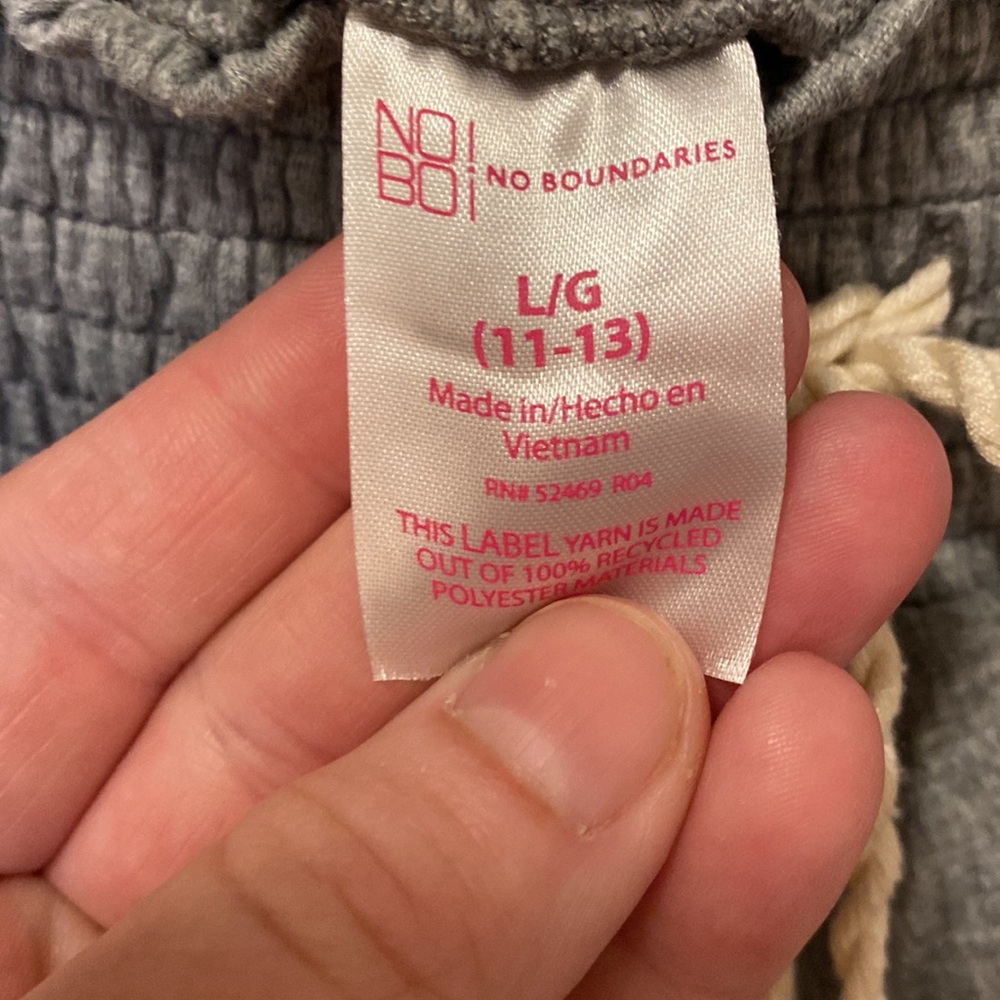 NO
BO
NO BOUNDARIES
L/G
(11-13)
Made in/Hecho en
Vietnam
RN# 52469 R04
THIS LABEL YARN IS MADE
OUT OF 100% RECYCLED
POLYESTER MATERIALS